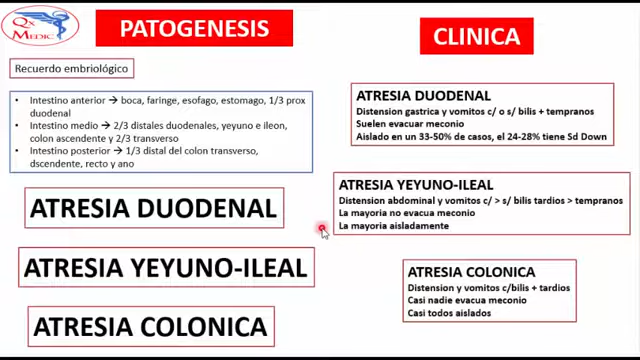 Qx
MEDIC
PATOGENESIS
Recuerdo embriológico
• Intestino anterior → boca, faringe, esofago, estomago, 1/3 prox
duodenal
• Intestino medio → 2/3 distales duodenales, yeyuno e ileon,
colon ascendente y 2/3 transverso
• Intestino posterior → 1/3 distal del colon transverso,
dscendente, recto y ano
ATRESIA DUODENAL
ATRESIA YEYUNO-ILEAL
ATRESIA COLONICA
CLINICA
ATRESIA DUODENAL
Distension gastrica y vomitos c/ o s/ bilis + tempranos
Suelen evacuar meconio
Aislado en un 33-50% de casos, el 24-28% tiene Sd Down
ATRESIA YEYUNO-ILEAL
Distension abdominal y vomitos c/ > s/ bilis tardios > tempranos
La mayoria no evacua meconio
La mayoria aisladamente
ATRESIA COLONICA
Distension y vomitos c/bilis + tardios
Casi nadie evacua meconio
Casi todos aislados